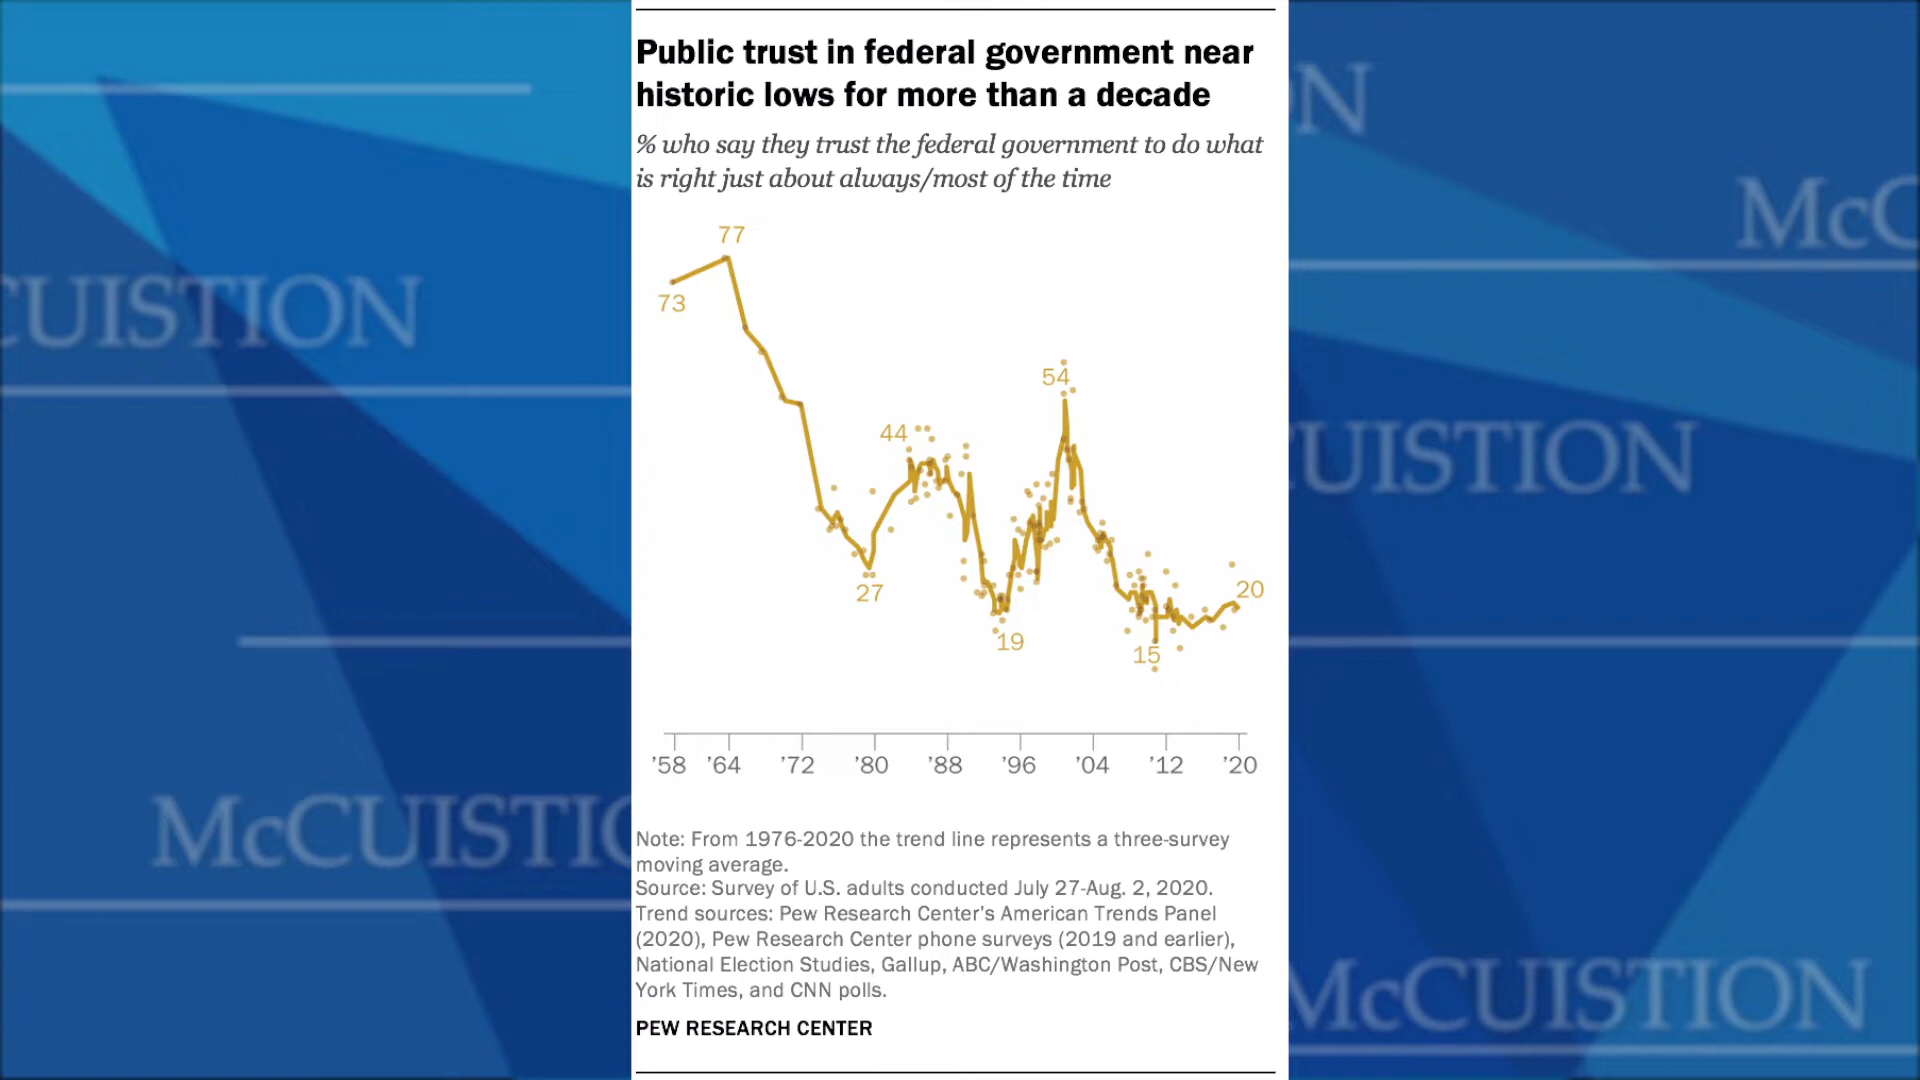 Public trust in federal government near
historic lows for more than a decade
% who say they trust the federal government to do what
is right just about always/most of the time
77
73
54
44
27
20
19
15
’58 ’64 ’72 ’80 ’88 ’96 ’04 ’12 ’20
Note: From 1976-2020 the trend line represents a three-survey
moving average.
Source: Survey of U.S. adults conducted July 27-Aug. 2, 2020.
Trend sources: Pew Research Center’s American Trends Panel
(2020), Pew Research Center phone surveys (2019 and earlier),
National Election Studies, Gallup, ABC/Washington Post, CBS/New
York Times, and CNN polls.
PEW RESEARCH CENTER
N
McC
CUISTION
CUISTION
McCUISTIO
McCUISTION